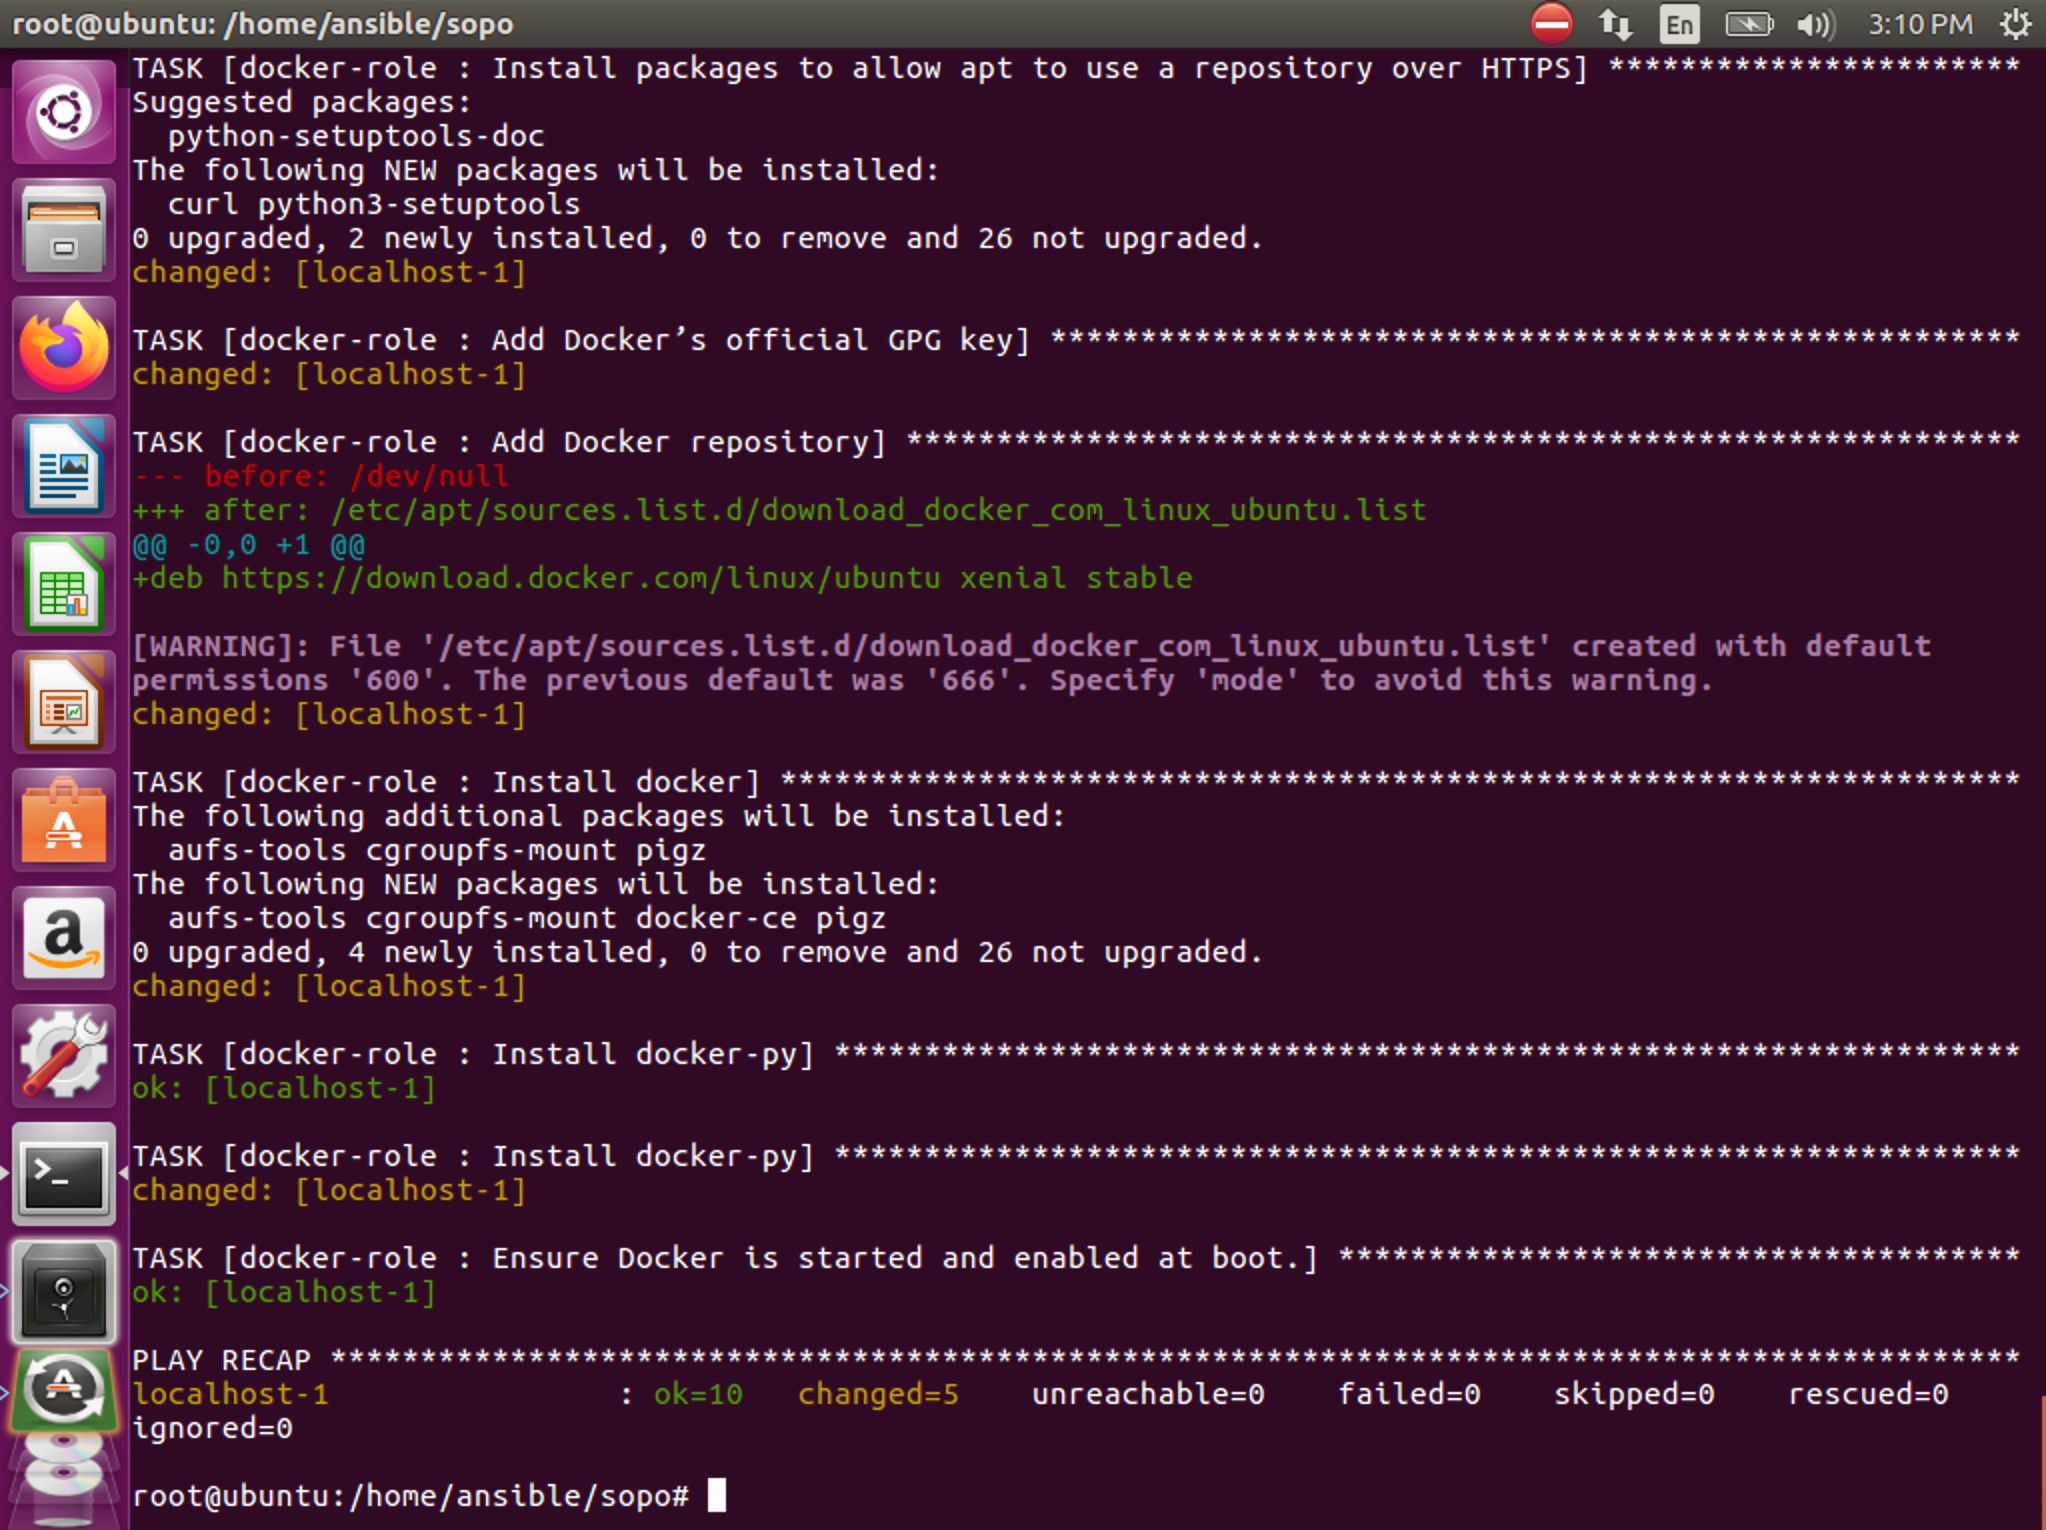 root@ubuntu: /home/ansible/sopo
En
3:10 PM
TASK [docker-role : Install packages to allow apt to use a repository over HTTPS] ***********************
Suggested packages:
  python-setuptools-doc
The following NEW packages will be installed:
  curl python3-setuptools
0 upgraded, 2 newly installed, 0 to remove and 26 not upgraded.
changed: [localhost-1]
TASK [docker-role : Add Docker’s official GPG key] ******************************************************
changed: [localhost-1]
TASK [docker-role : Add Docker repository] **************************************************************
--- before: /dev/null
+++ after: /etc/apt/sources.list.d/download_docker_com_linux_ubuntu.list
@@ -0,0 +1 @@
+deb https://download.docker.com/linux/ubuntu xenial stable
[WARNING]: File '/etc/apt/sources.list.d/download_docker_com_linux_ubuntu.list' created with default
permissions '600'. The previous default was '666'. Specify 'mode' to avoid this warning.
changed: [localhost-1]
TASK [docker-role : Install docker] *********************************************************************
The following additional packages will be installed:
  aufs-tools cgroupfs-mount pigz
The following NEW packages will be installed:
  aufs-tools cgroupfs-mount docker-ce pigz
0 upgraded, 4 newly installed, 0 to remove and 26 not upgraded.
changed: [localhost-1]
TASK [docker-role : Install docker-py] ******************************************************************
ok: [localhost-1]
TASK [docker-role : Install docker-py] ******************************************************************
changed: [localhost-1]
TASK [docker-role : Ensure Docker is started and enabled at boot.] **************************************
ok: [localhost-1]
PLAY RECAP **********************************************************************************************
localhost-1                : ok=10   changed=5    unreachable=0    failed=0    skipped=0    rescued=0
ignored=0
root@ubuntu:/home/ansible/sopo#